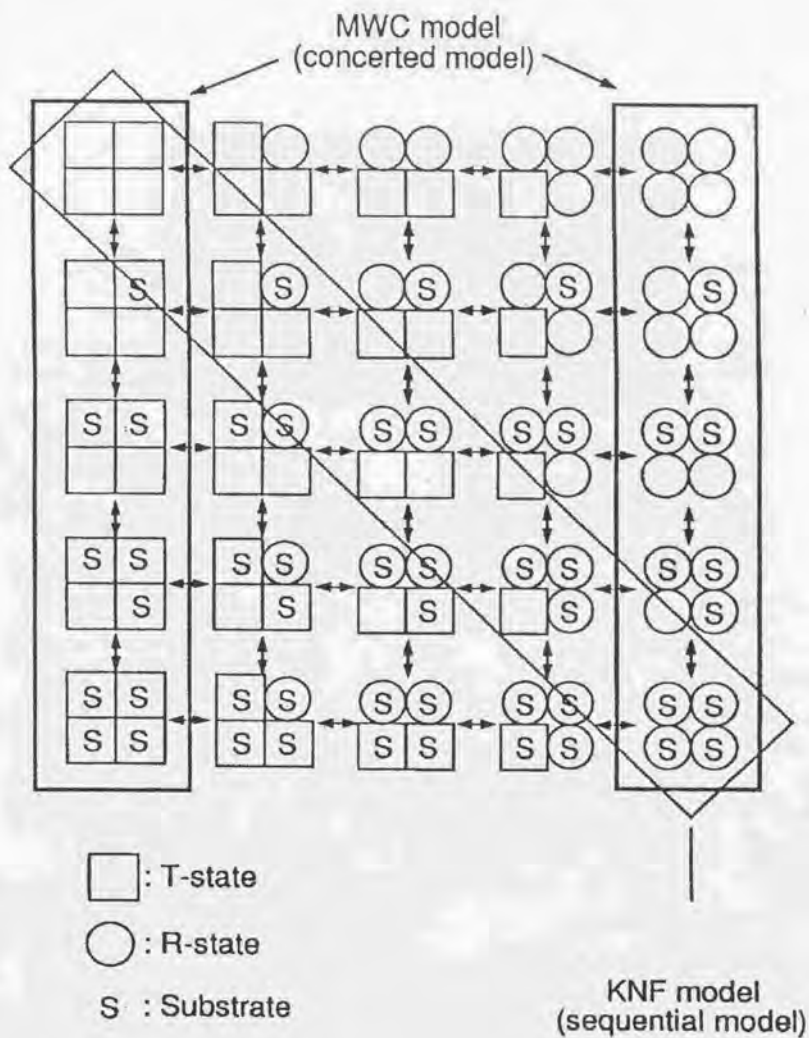 MWC model
(concerted model)
S S S S S
S S S S S S S S S S
S S S S S S S S S S
S S S S S
S S S S S S S S S S
S S S S S S S S S S
: T-state
: R-state
S : Substrate
KNF model
(sequential model)